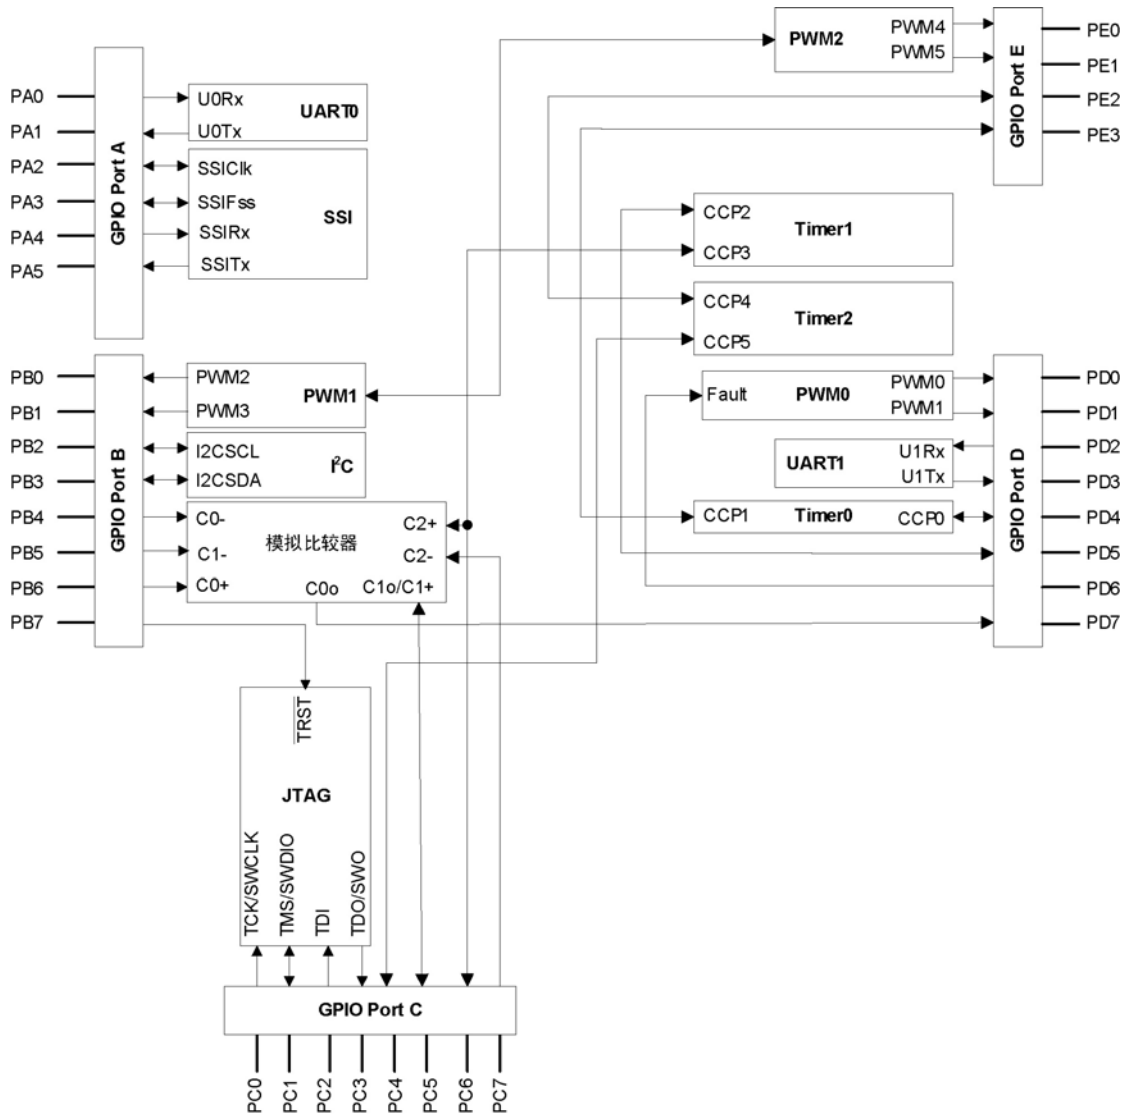 PA0
PA1
PA2
PA3
PA4
PA5
GPIO Port A
U0Rx
U0Tx
UART0
SSIClk
SSIFss
SSIRx
SSITx
SSI
PB0
PB1
PB2
PB3
PB4
PB5
PB6
PB7
GPIO Port B
PWM2
PWM3
PWM1
I2CSCL
I2CSDA
I²C
C0-
C1-
C0+
模拟比较器
C0o
C2+
C2-
C1o/C1+
TRST
JTAG
TCK/SWCLK
TMS/SWDIO
TDI
TDO/SWO
GPIO Port C
PC0
PC1
PC2
PC3
PC4
PC5
PC6
PC7
PWM2
PWM4
PWM5
GPIO Port E
PE0
PE1
PE2
PE3
CCP2
CCP3
Timer1
CCP4
CCP5
Timer2
Fault
PWM0
PWM0
PWM1
UART1
U1Rx
U1Tx
CCP1
Timer0
CCP0
GPIO Port D
PD0
PD1
PD2
PD3
PD4
PD5
PD6
PD7